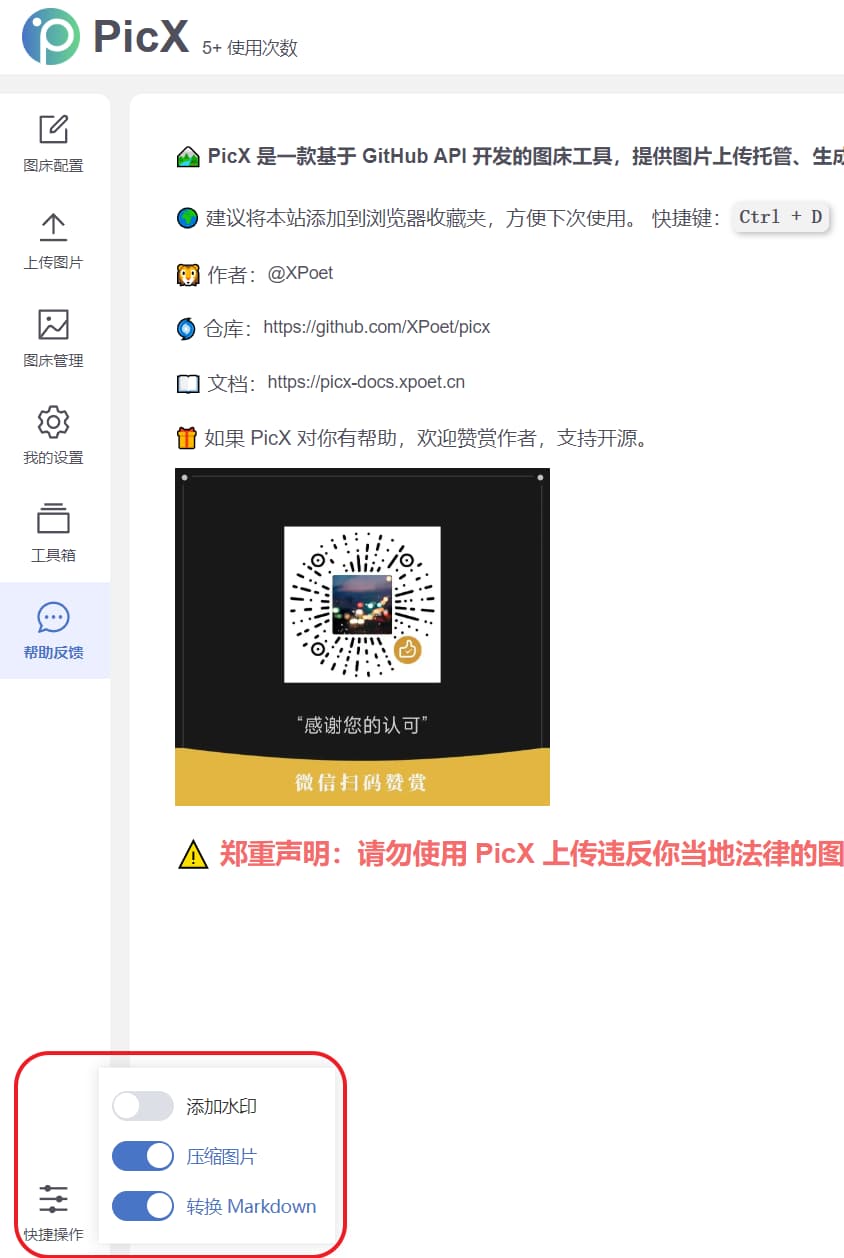 PicX 5+ 使用次数
图床配置
上传图片
图床管理
我的设置
工具箱
帮助反馈
PicX 是一款基于 GitHub API 开发的图床工具，提供图片上传托管、生成
建议将本站添加到浏览器收藏夹，方便下次使用。 快捷键： Ctrl + D
作者：@XPoet
仓库：https://github.com/XPoet/picx
文档：https://picx-docs.xpoet.cn
如果 PicX 对你有帮助，欢迎赞赏作者，支持开源。
“感谢您的认可”
微信扫码赞赏
郑重声明：请勿使用 PicX 上传违反你当地法律的图
添加水印
压缩图片
转换 Markdown
快捷操作